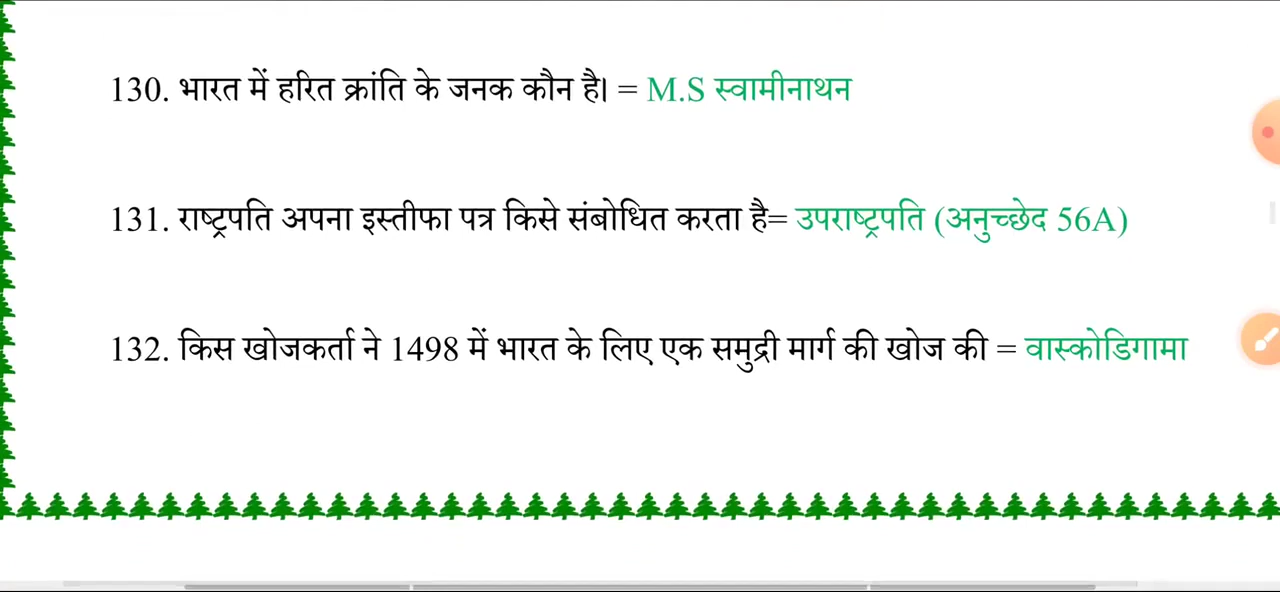 130. भारत में हरित क्रांति के जनक कौन है। = M.S स्वामीनाथन
131. राष्ट्रपति अपना इस्तीफा पत्र किसे संबोधित करता है= उपराष्ट्रपति (अनुच्छेद 56A)
132. किस खोजकर्ता ने 1498 में भारत के लिए एक समुद्री मार्ग की खोज की = वास्कोडिगामा